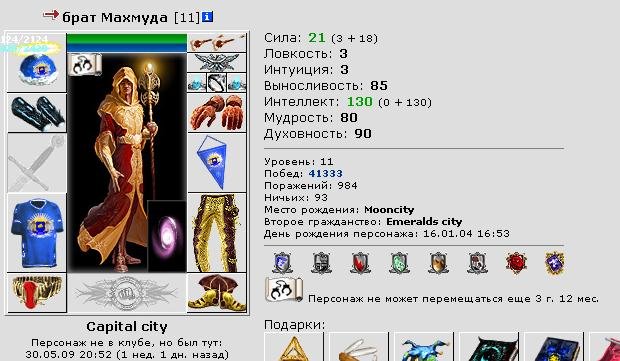 брат Махмуда [11]
Сила: 21 (3 + 18)
Ловкость: 3
Интуиция: 3
Выносливость: 85
Интеллект: 130 (0 + 130)
Мудрость: 80
Духовность: 90
Уровень: 11
Побед: 41333
Поражений: 984
Ничьих: 93
Место рождения: Mooncity
Второе гражданство: Emeralds city
День рождения персонажа: 16.01.04 16:53
Персонаж не может перемещаться еще 3 г. 12 мес.
Capital city
Персонаж не в клубе, но был тут:
30.05.09 20:52 (1 нед. 1 дн. назад)
Подарки: